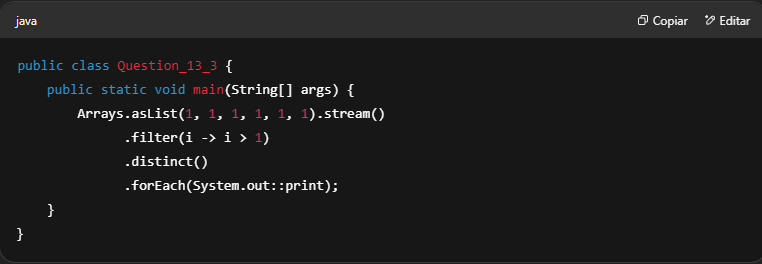 java Copiar Editar
public class Question_13_3 {
    public static void main(String[] args) {
        Arrays.asList(1, 1, 1, 1, 1, 1).stream()
              .filter(i -> i > 1)
              .distinct()
              .forEach(System.out::print);
    }
}